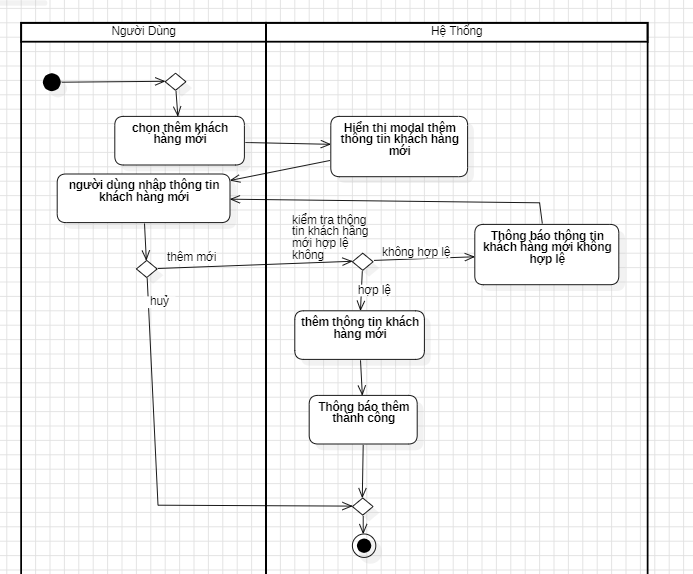 Người Dùng
Hệ Thống
chọn thêm khách
hàng mới
Hiển thi modal thêm
thông tin khách hàng
mới
người dùng nhập thông tin
khách hàng mới
kiểm tra thông
tin khách hàng
mới hợp lệ
không
thêm mới
không hợp lệ
Thông báo thông tin
khách hàng mới không
hợp lệ
hợp lệ
huỷ
thêm thông tin khách
hàng mới
Thông báo thêm
thành công